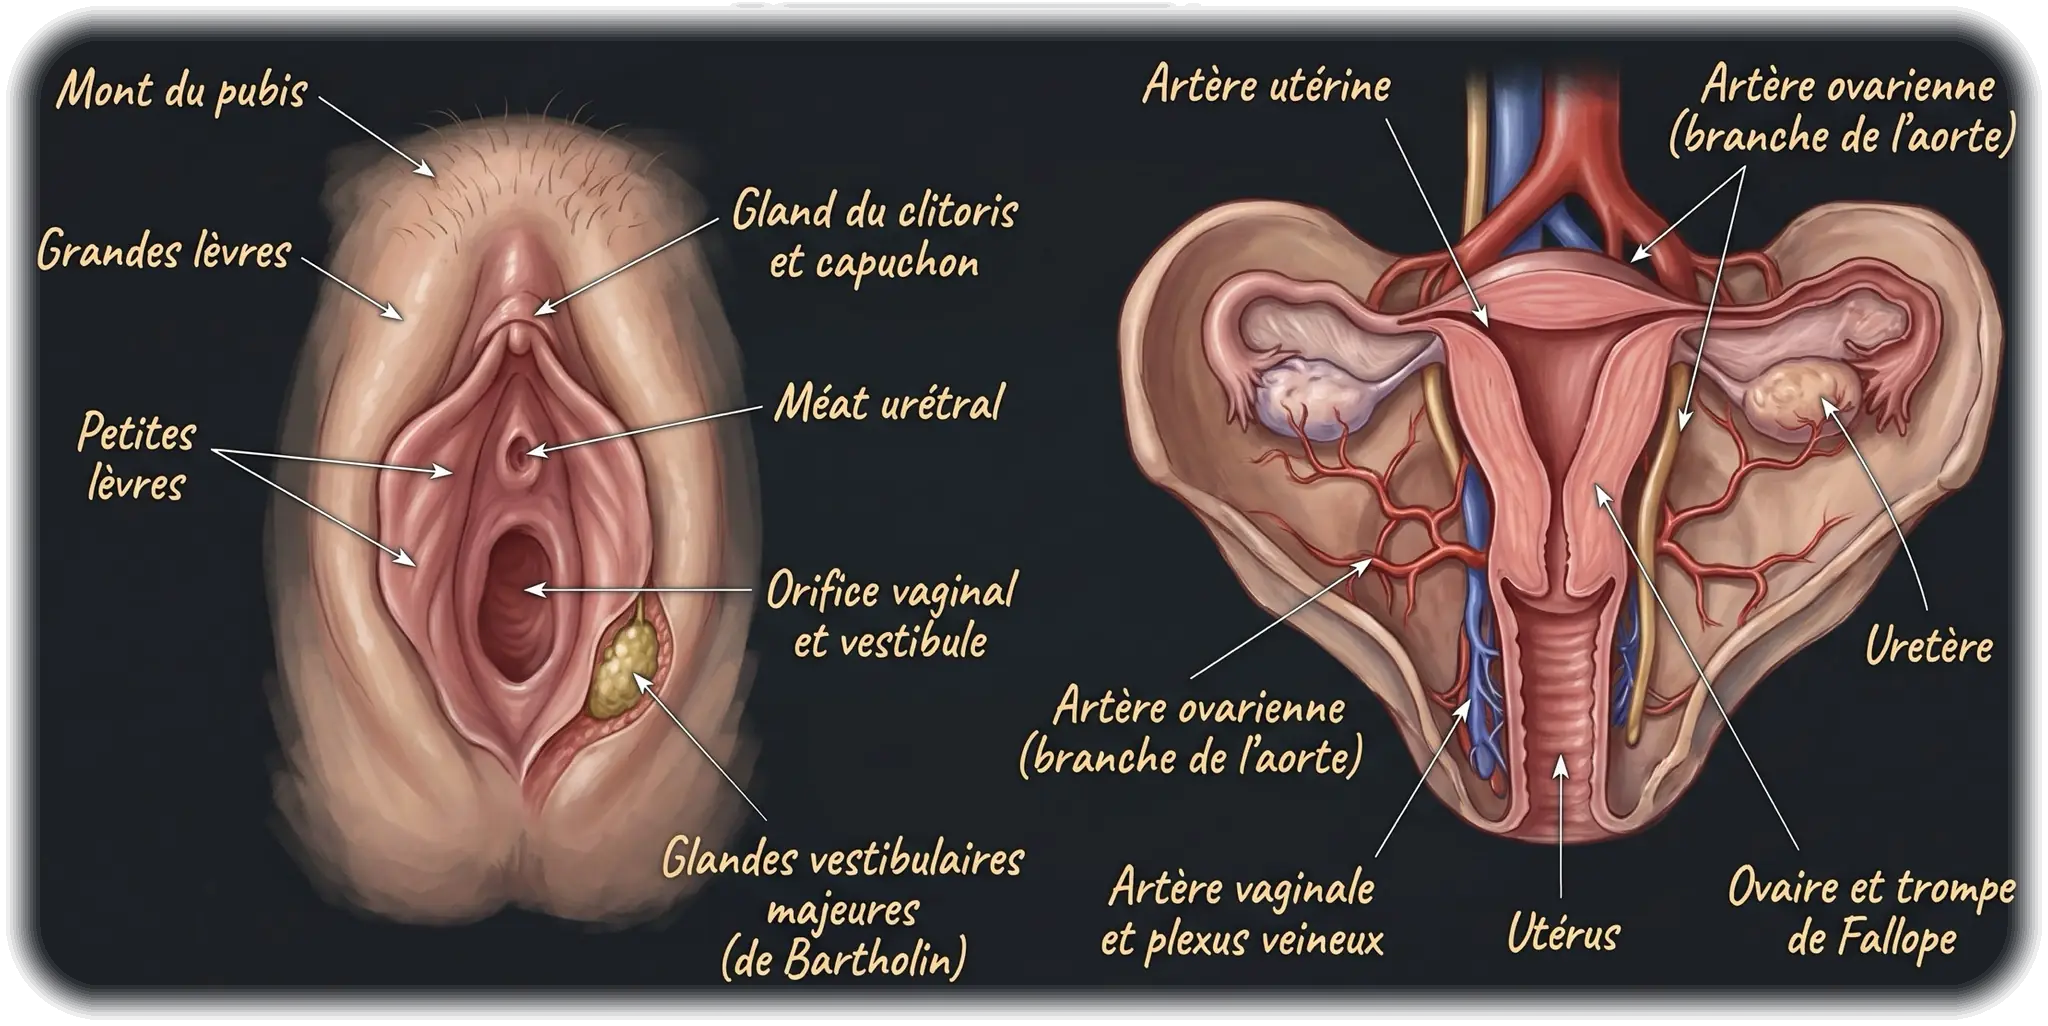 Mont du pubis
Grandes lèvres
Petites
lèvres
Gland du clitoris
et capuchon
Méat urétral
Orifice vaginal
et vestibule
Glandes vestibulaires
majeures
(de Bartholin)
Artère utérine
Artère ovarienne
(branche de l'aorte)
Uretère
Artère ovarienne
(branche de l'aorte)
Artère vaginale
et plexus veineux
Utérus
Ovaire et trompe
de Fallope